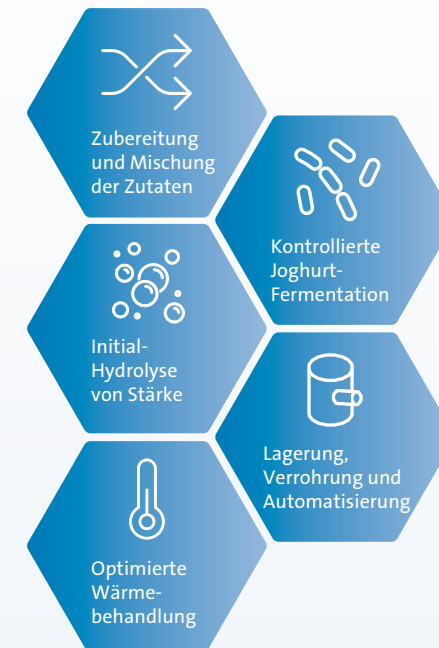 Zubereitung
und Mischung
der Zutaten
Kontrollierte
Joghurt-
Fermentation
Initial-
Hydrolyse
von Stärke
Lagerung,
Verrohrung und
Automatisierung
Optimierte
Wärme-
behandlung